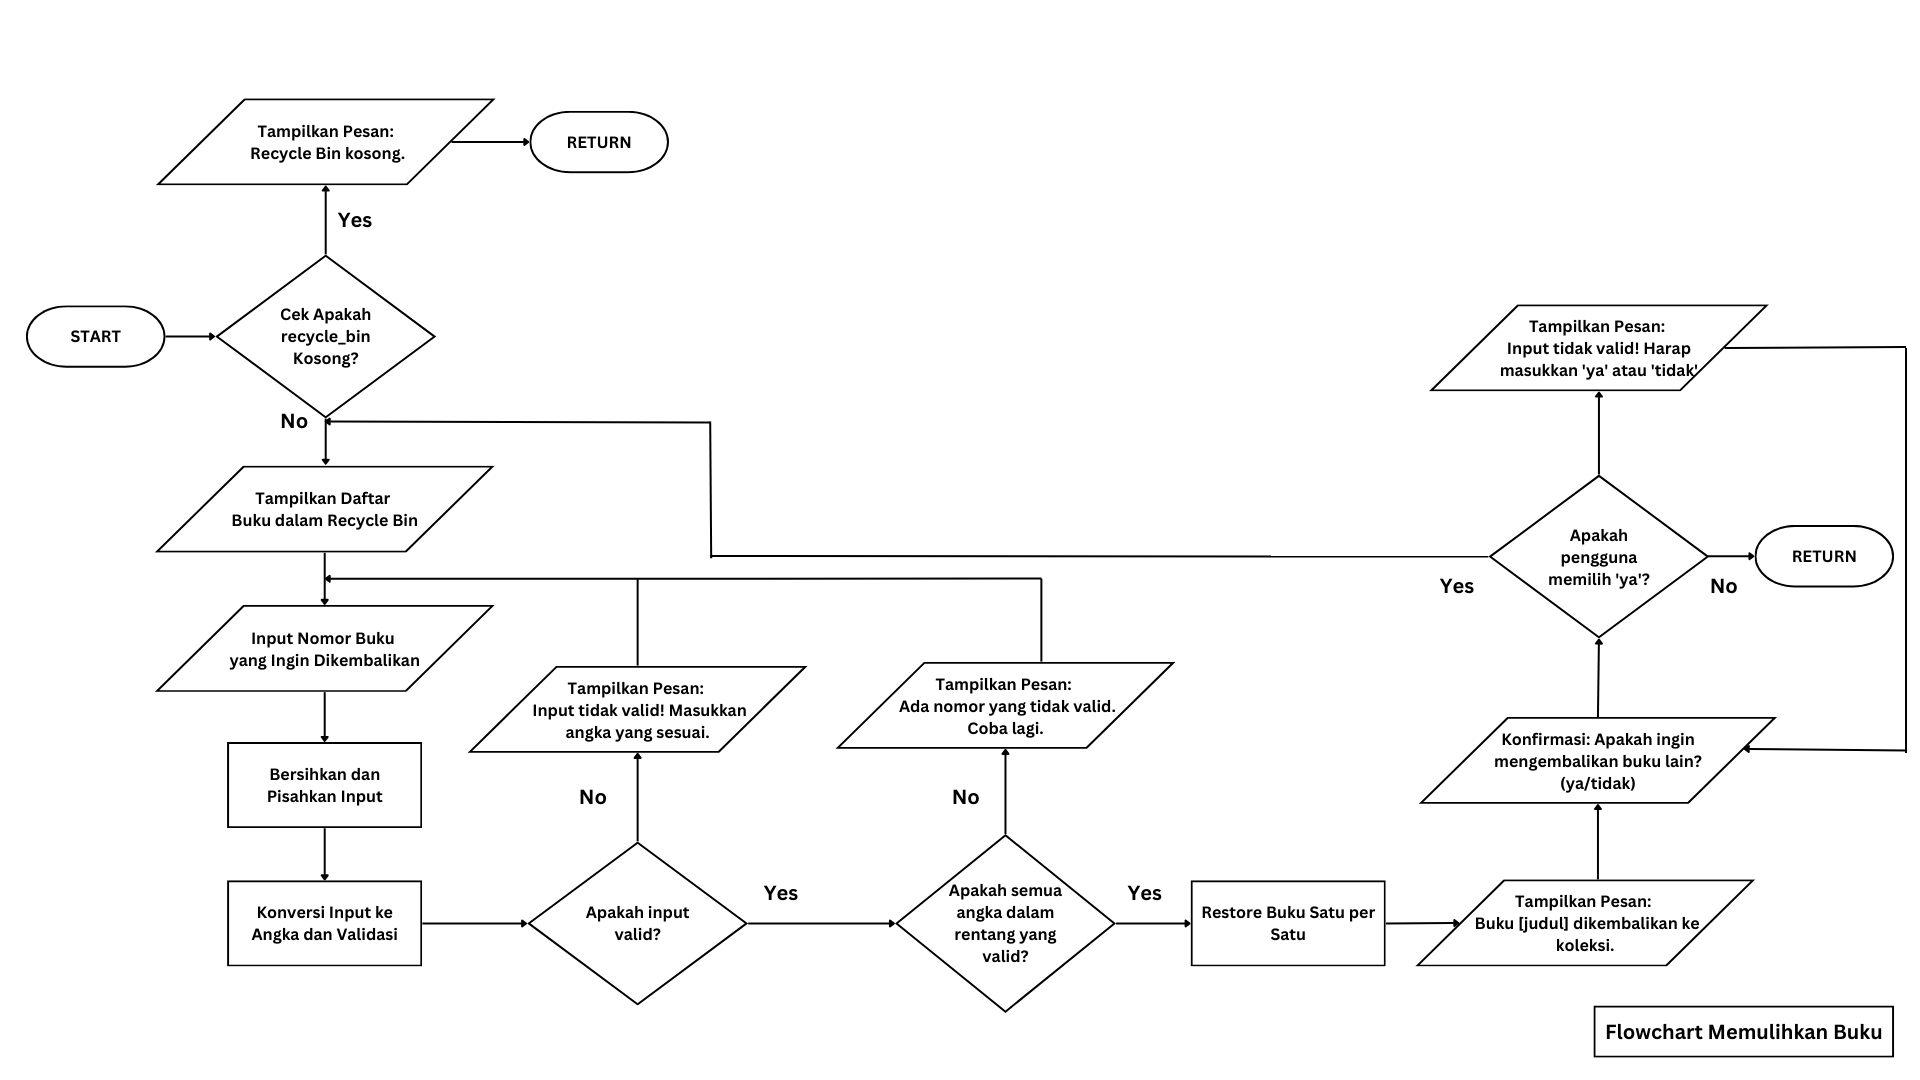 Tampilkan Pesan:
Recycle Bin kosong.
RETURN
Yes
START
Cek Apakah
recycle_bin
Kosong?
No
Tampilkan Daftar
Buku dalam Recycle Bin
Input Nomor Buku
yang Ingin Dikembalikan
Bersihkan dan
Pisahkan Input
Konversi Input ke
Angka dan Validasi
Apakah input
valid?
No
Tampilkan Pesan:
Input tidak valid! Masukkan
angka yang sesuai.
Yes
Apakah semua
angka dalam
rentang yang
valid?
No
Tampilkan Pesan:
Ada nomor yang tidak valid.
Coba lagi.
Yes
Restore Buku Satu per
Satu
Tampilkan Pesan:
Buku [judul] dikembalikan ke
koleksi.
Konfirmasi: Apakah ingin
mengembalikan buku lain?
(ya/tidak)
Apakah
pengguna
memilih 'ya'?
Yes
No
RETURN
Tampilkan Pesan:
Input tidak valid! Harap
masukkan 'ya' atau 'tidak'
Flowchart Memulihkan Buku